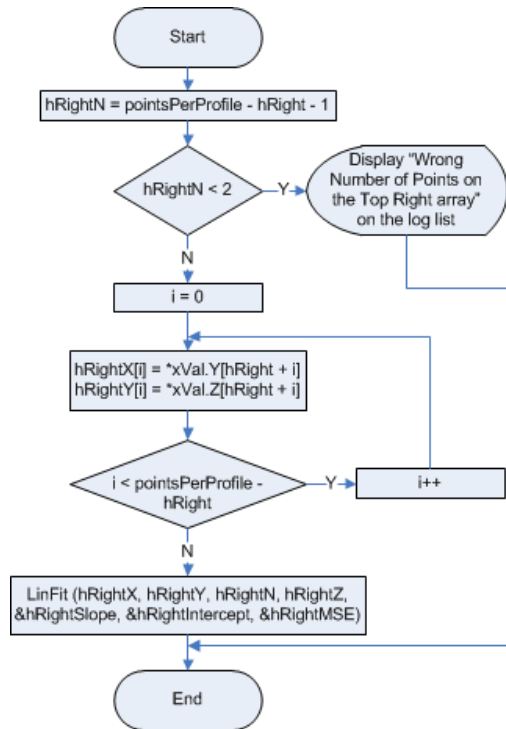 Start
hRightN = pointsPerProfile - hRight - 1
hRightN < 2
Y
Display "Wrong
Number of Points on
the Top Right array"
on the log list
N
i = 0
hRightX[i] = *xVal.Y[hRight + i]
hRightY[i] = *xVal.Z[hRight + i]
i < pointsPerProfile -
hRight
Y
i++
N
LinFit (hRightX, hRightY, hRightN, hRightZ,
&hRightSlope, &hRightIntercept, &hRightMSE)
End